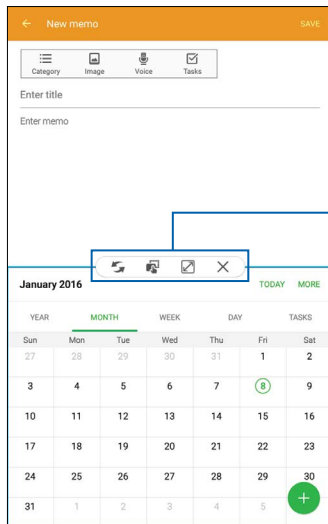 New memo SAVE
Category Image Voice Tasks
Enter title
Enter memo
January 2016 TODAY MORE
YEAR MONTH WEEK DAY TASKS
Sun Mon Tue Wed Thu Fri Sat
27 28 29 30 31 1 2
3 4 5 6 7 8 9
10 11 12 13 14 15 16
17 18 19 20 21 22 23
24 25 26 27 28 29 30
31 1 2 3 4 5